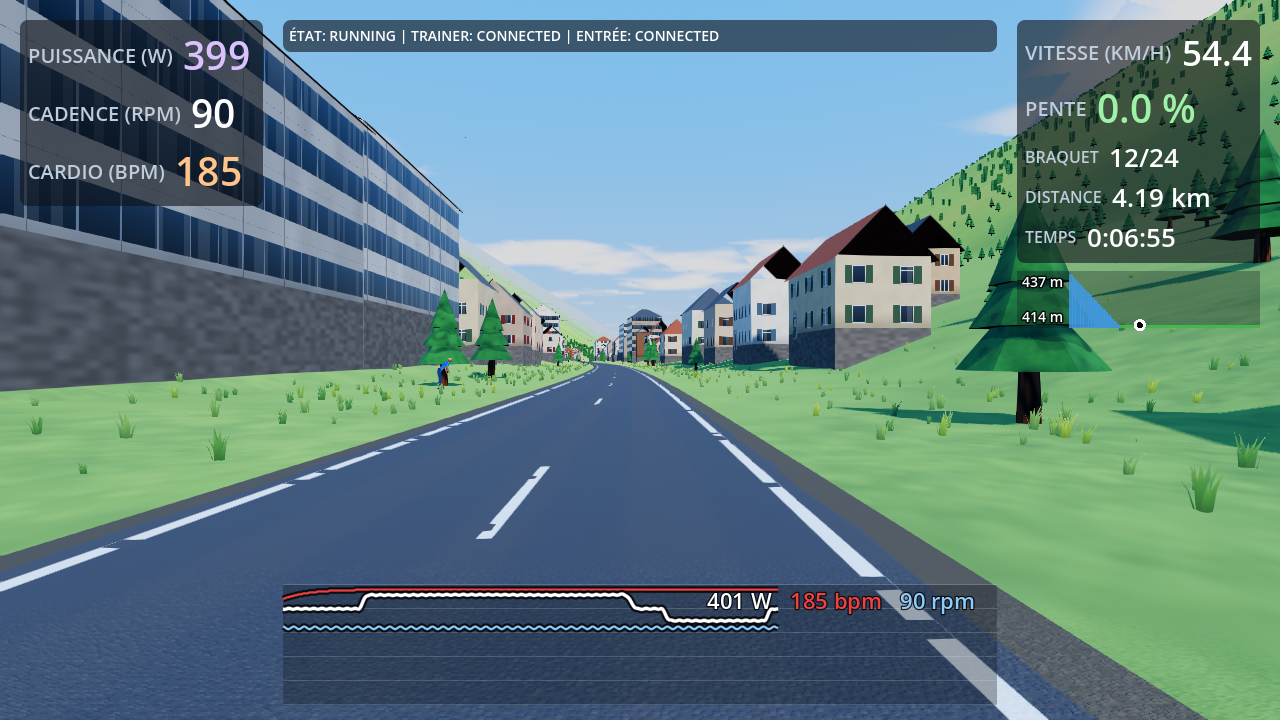 PUISSANCE (W) 399
CADENCE (RPM) 90
CARDIO (BPM) 185
ÉTAT: RUNNING | TRAINER: CONNECTED | ENTRÉE: CONNECTED
VITESSE (KM/H) 54.4
PENTE 0.0 %
BRAQUET 12/24
DISTANCE 4.19 km
TEMPS 0:06:55
437 m
414 m
401 W 185 bpm 90 rpm